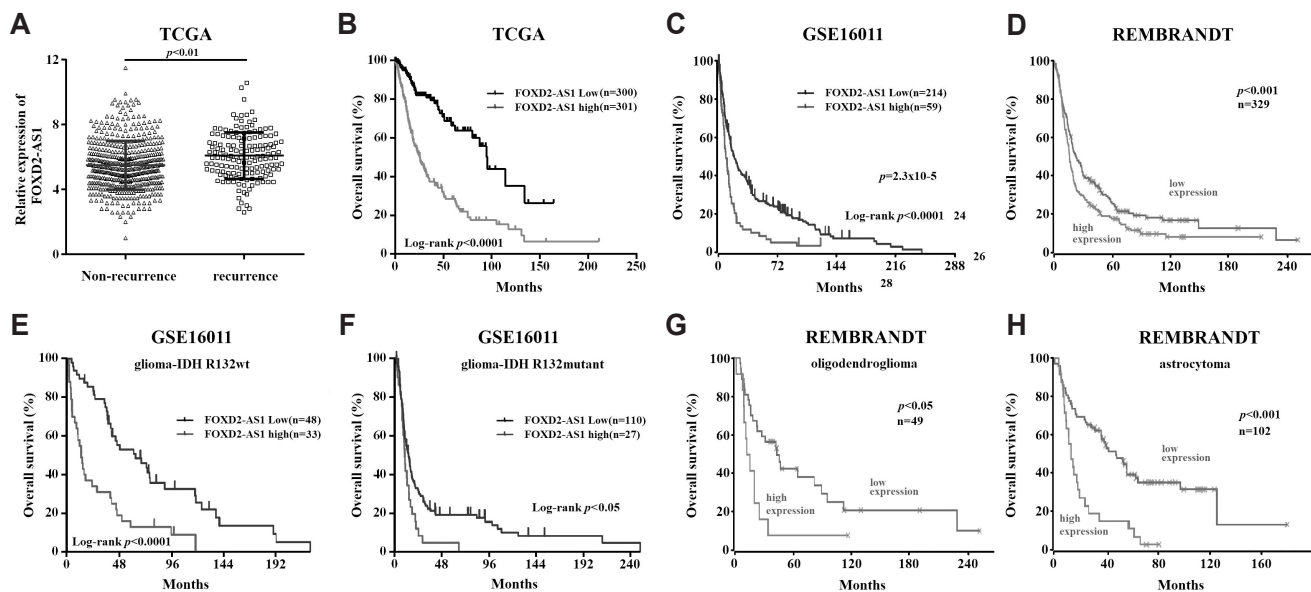 A
TCGA
p<0.01
12
8
4
0
Relative expression of
FOXD2-AS1
Non-recurrence
recurrence
B
TCGA
100
80
60
40
20
0
Overall survival (%)
FOXD2-AS1 Low(n=300)
FOXD2-AS1 high(n=301)
Log-rank p<0.0001
0 50 100 150 200 250
Months
C
GSE16011
100
80
60
40
20
0
Overall survival (%)
FOXD2-AS1 Low(n=214)
FOXD2-AS1 high(n=59)
p=2.3x10-5
Log-rank p<0.0001 24
0 72 144 216 288
26
28
Months
D
REMBRANDT
100
80
60
40
20
0
Overall survival (%)
p<0.001
n=329
low
expression
high
expression
0 60 120 180 240
Months
E
GSE16011
glioma-IDH R132wt
100
80
60
40
20
0
Overall survival (%)
FOXD2-AS1 Low(n=48)
FOXD2-AS1 high(n=33)
Log-rank p<0.0001
0 48 96 144 192
Months
F
GSE16011
glioma-IDH R132mutant
100
80
60
40
20
0
Overall survival (%)
FOXD2-AS1 Low(n=110)
FOXD2-AS1 high(n=27)
Log-rank p<0.05
0 40 80 120 160 200 240
Months
G
REMBRANDT
oligodendroglioma
100
80
60
40
20
0
Overall survival (%)
p<0.05
n=49
low
expression
high
expression
0 60 120 180 240
Months
H
REMBRANDT
astrocytoma
100
80
60
40
20
0
Overall survival (%)
p<0.001
n=102
low
expression
high
expression
0 40 80 120 160
Months